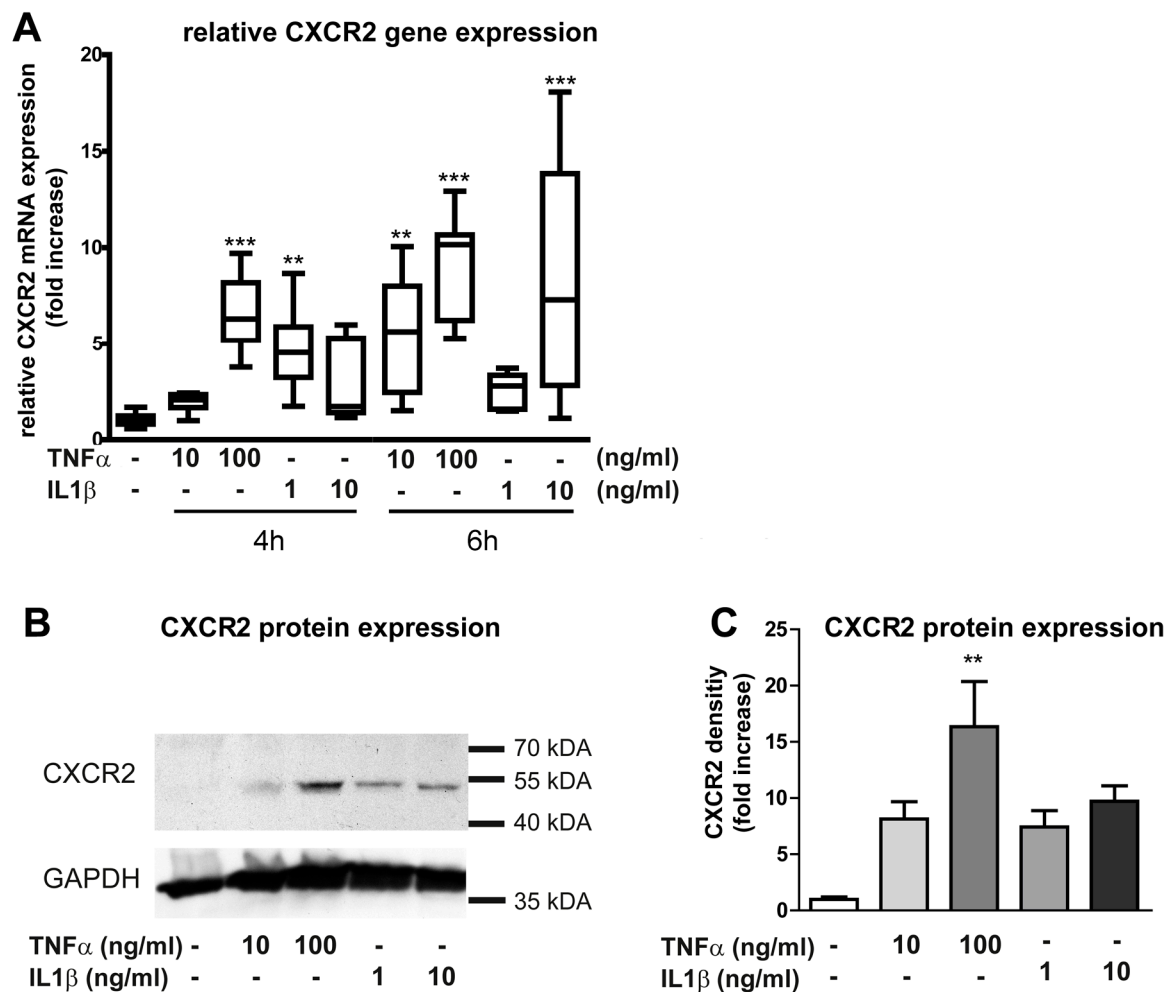 A
relative CXCR2 gene expression
relative CXCR2 mRNA expression
(fold increase)
20
15
10
5
0
*** ** ** *** ***
TNFα - 10 100 - - 10 100 - - (ng/ml)
IL1β - - - 1 10 - - 1 10 (ng/ml)
4h 6h
B
CXCR2 protein expression
CXCR2
70 kDA
55 kDA
40 kDA
GAPDH
35 kDA
TNFα (ng/ml) - 10 100 - -
IL1β (ng/ml) - - - 1 10
C
CXCR2 protein expression
CXCR2 densitiy
(fold increase)
25
20
15
10
5
0
**
TNFα (ng/ml) - 10 100 - -
IL1β (ng/ml) - - - 1 10